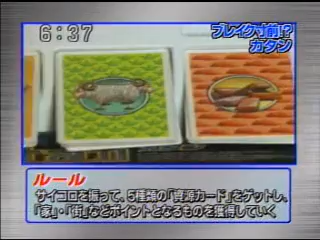 6:37
ブレイク寸前!?
カタン
ルール
サイコロを振って、5種類の「資源カード」をゲットし、
「家」・「街」などポイントとなるものを獲得していく